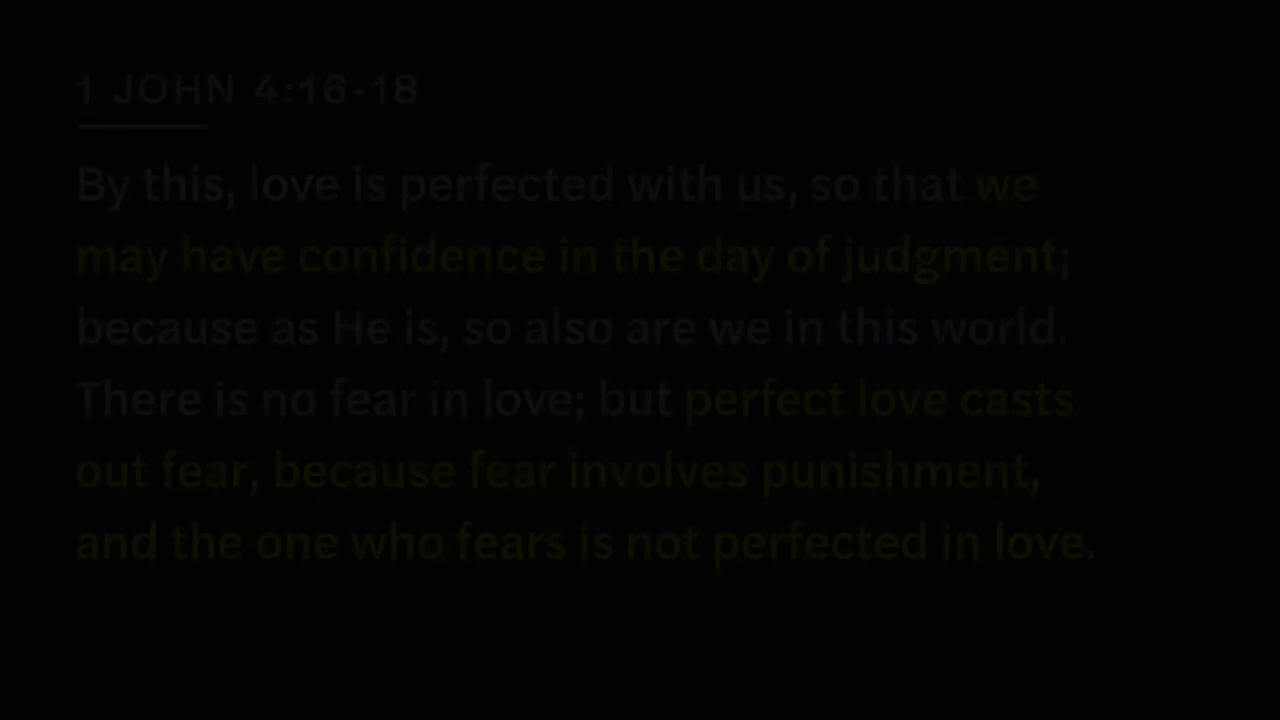 1 JOHN 4:16-18
By this, love is perfected with us, so that we
may have confidence in the day of judgment;
because as He is, so also are we in this world.
There is no fear in love; but perfect love casts
out fear, because fear involves punishment,
and the one who fears is not perfected in love.